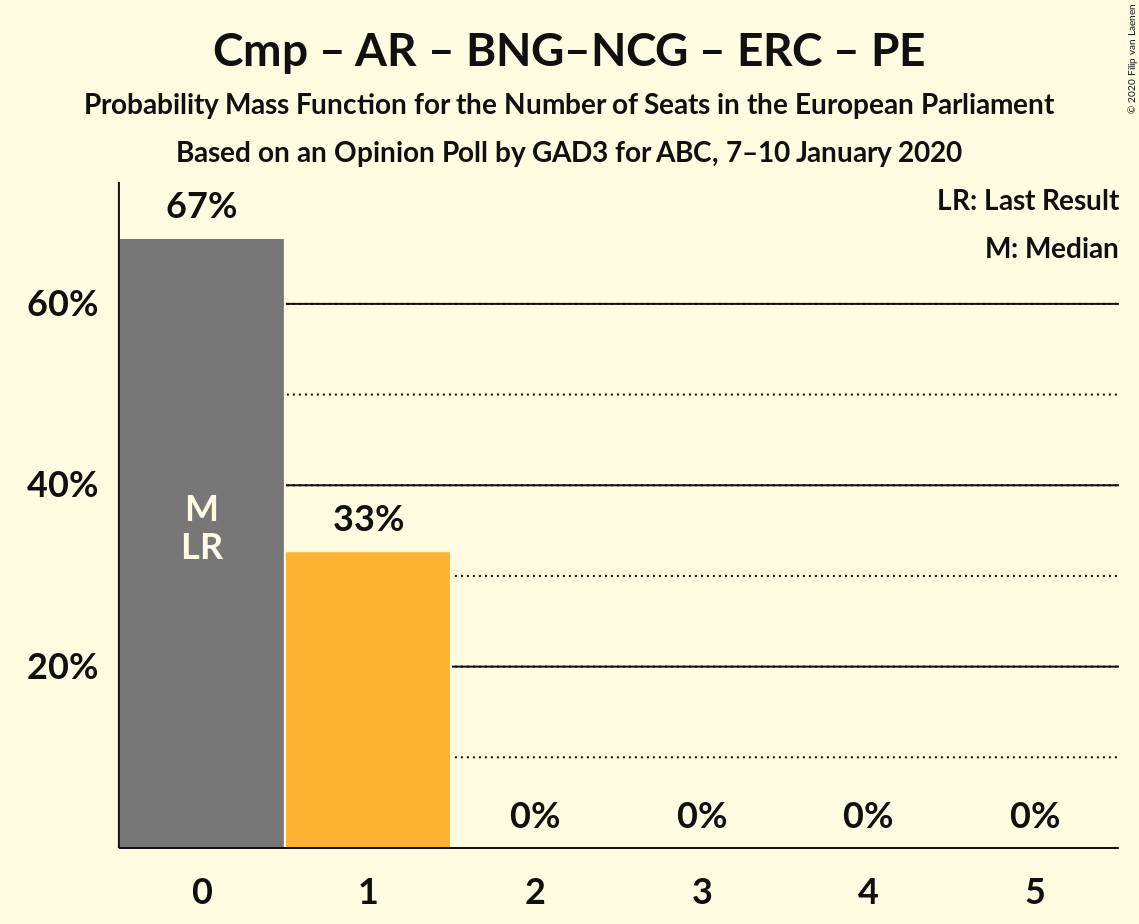 Cmp – AR – BNG–NCG – ERC – PE
Probability Mass Function for the Number of Seats in the European Parliament
Based on an Opinion Poll by GAD3 for ABC, 7–10 January 2020
© 2020 Filip van Laenen
LR: Last Result
M: Median
67%
60%
40%
M
LR
33%
20%
0% 0% 0% 0%
0 1 2 3 4 5